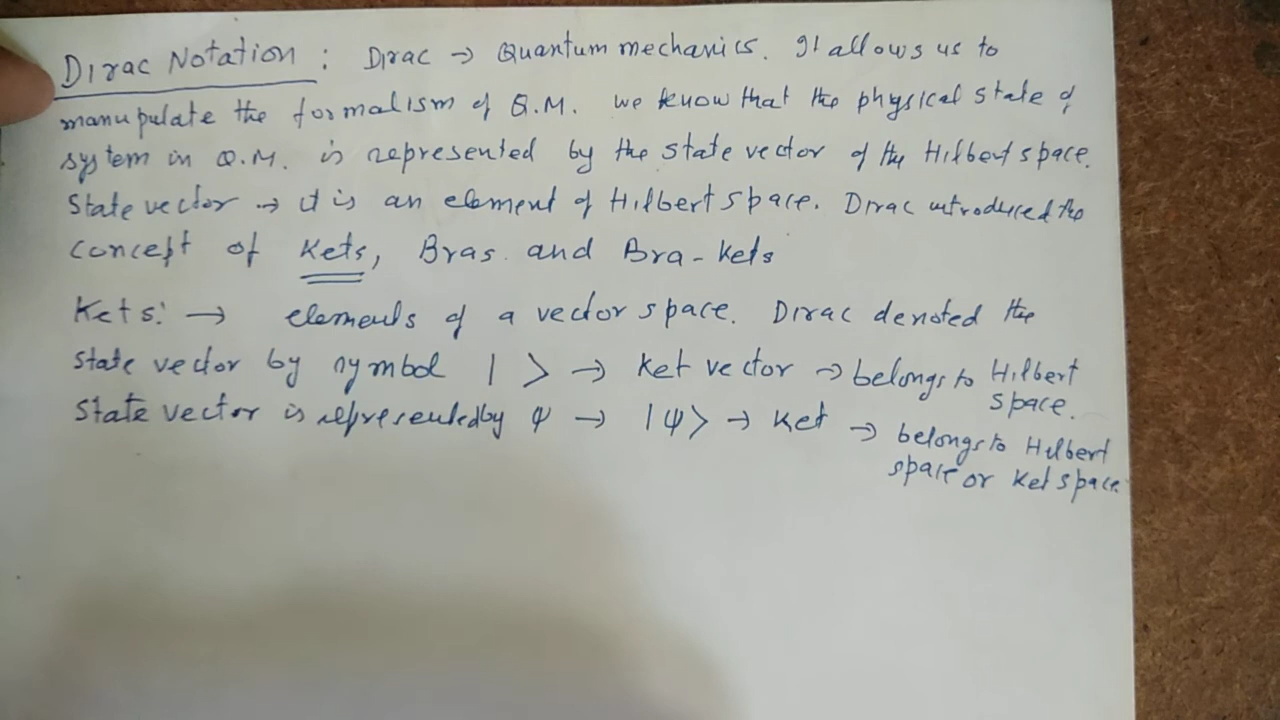 Dirac Notation : Dirac → Quantum mechanics. It allows us to
manupulate the formalism of Q.M. we know that the physical state of
system in Q.M. is represented by the state vector of the Hilbert space.
State vector → it is an element of Hilbert space. Dirac introduced the
concept of Kets, Bras. and Bra-kets
Kets: → elements of a vector space. Dirac denoted the
state vector by symbol | > → Ket vector → belongs to Hilbert
space.
State vector is represented by ψ → |ψ> → Ket → belongs to Hilbert
space or Ket space